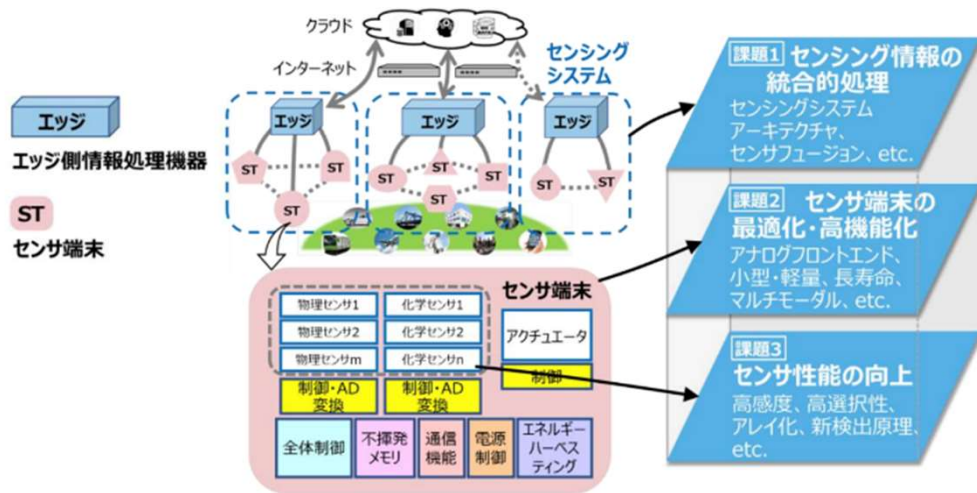 クラウド
インターネット
センシング
システム
エッジ
エッジ側情報処理機器
ST
センサ端末
エッジ
エッジ
エッジ
ST
ST
ST
ST
ST
ST
ST
ST
ST
センサ端末
物理センサ1
化学センサ1
物理センサ2
化学センサ2
物理センサm
化学センサn
アクチュエータ
制御
制御・AD
変換
制御・AD
変換
全体制御
不揮発
メモリ
通信
機能
電源
制御
エネルギー
ハーベス
ティング
課題1 センシング情報の
統合的処理
センシングシステム
アーキテクチャ、
センサフュージョン、etc.
課題2 センサ端末の
最適化・高機能化
アナログフロントエンド、
小型・軽量、長寿命、
マルチモーダル、etc.
課題3
センサ性能の向上
高感度、高選択性、
アレイ化、新検出原理、
etc.